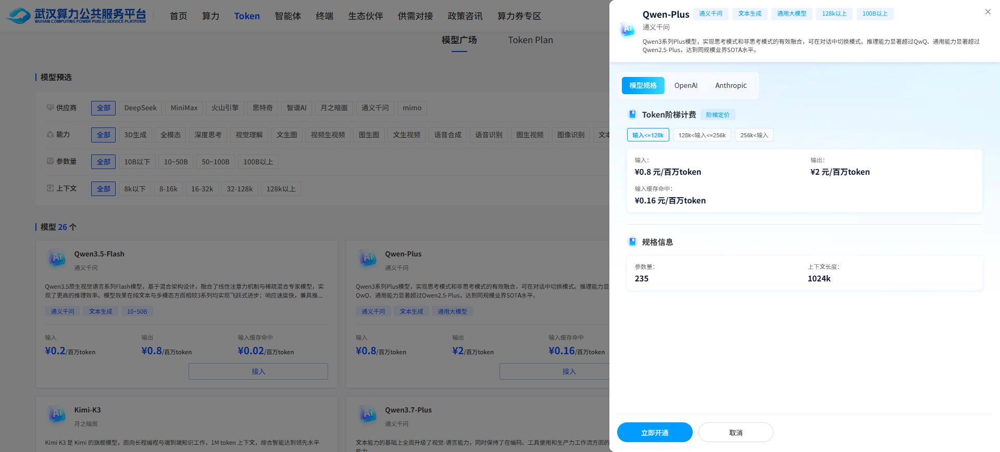 武汉算力公共服务平台
WUHAN COMPUTING POWER PUBLIC SERVICE PLATFORM
首页 算力 Token 智能体 终端 生态伙伴 供需对接 政策咨讯 算力券专区
模型广场 Token Plan
模型预选
供应商 全部 DeepSeek MiniMax 火山引擎 思特奇 智谱AI 月之暗面 通义千问 mimo
能力 全部 3D生成 全模态 深度思考 视觉理解 文生图 视频生视频 图生图 文生视频 语音合成 语音识别 图生视频 图像识别 文本
参数量 全部 10B以下 10~50B 50~100B 100B以上
上下文 全部 8k以下 8-16k 16-32k 32-128k 128k以上
模型 26 个
Qwen3.5-Flash
通义千问
Qwen3.5原生视觉语言系列Flash模型，基于混合架构设计，融合了线性注意力机制与稀疏混合专家模型，实
现了更高的推理效率。模型效果在纯文本与多模态方面相较3系列均实现飞跃式进步；响应速度快，兼具推...
通义千问 文本生成 10~50B
输入 输出 输入缓存命中
¥0.2/百万token ¥0.8/百万token ¥0.02/百万token
接入
Qwen-Plus
通义千问
Qwen3系列Plus模型，实现思考模式和非思考模式的有效融合，可在对话中切换模式。推理能力显
QwQ、通用能力显著超过Qwen2.5-Plus，达到同规模业界SOTA水平。
通义千问 文本生成 通用大模型
输入 输出 输入缓存命中
¥0.8/百万token ¥2/百万token ¥0.16/百万token
接入
Kimi-K3
月之暗面
Kimi K3 是 Kimi 的旗舰模型，面向长程编程与端到端知识工作，1M token 上下文，综合智能达到领先水平
Qwen3.7-Plus
通义千问
文本能力的基础上全面升级了视觉-语言能力，同时保持了在编码、工具使用和生产力工作流方面的
能力
Qwen-Plus 通义千问 文本生成 通用大模型 128k以上 100B以上
通义千问
Qwen3系列Plus模型，实现思考模式和非思考模式的有效融合，可在对话中切换模式。推理能力显著超过QwQ、通用能力显著超过
Qwen2.5-Plus，达到同规模业界SOTA水平。
模型规格 OpenAI Anthropic
Token阶梯计费 阶梯定价
输入<=128k 128k<输入<=256k 256k<输入
输入： 输出：
¥0.8 元/百万token ¥2 元/百万token
输入缓存命中：
¥0.16 元/百万token
规格信息
参数量： 上下文长度：
235 1024k
立即开通 取消